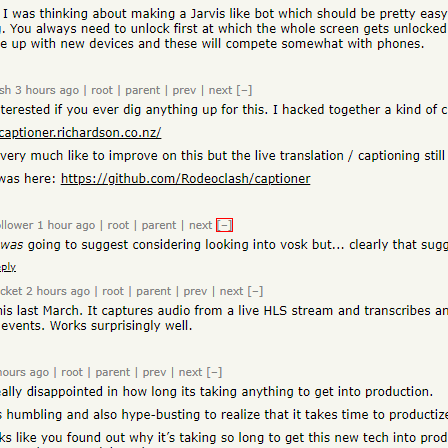 I was thinking about making a Jarvis like bot which should be pretty easy
. You always need to unlock first at which the whole screen gets unlocked
e up with new devices and these will compete somewhat with phones.
sh 3 hours ago | root | parent | prev | next [–]
terested if you ever dig anything up for this. I hacked together a kind of c
captioner.richardson.co.nz/
very much like to improve on this but the live translation / captioning still
was here: https://github.com/Rodeoclash/captioner
ollower 1 hour ago | root | parent | next [–]
was going to suggest considering looking into vosk but... clearly that sugg
eply
cket 2 hours ago | root | parent | prev | next [–]
his last March. It captures audio from a live HLS stream and transcribes an
events. Works surprisingly well.
hours ago | root | parent | prev | next [–]
eally disappointed in how long its taking anything to get into production.
s humbling and also hype-busting to realize that it takes time to productize
ks like you found out why it's taking so long to get this new tech into prod